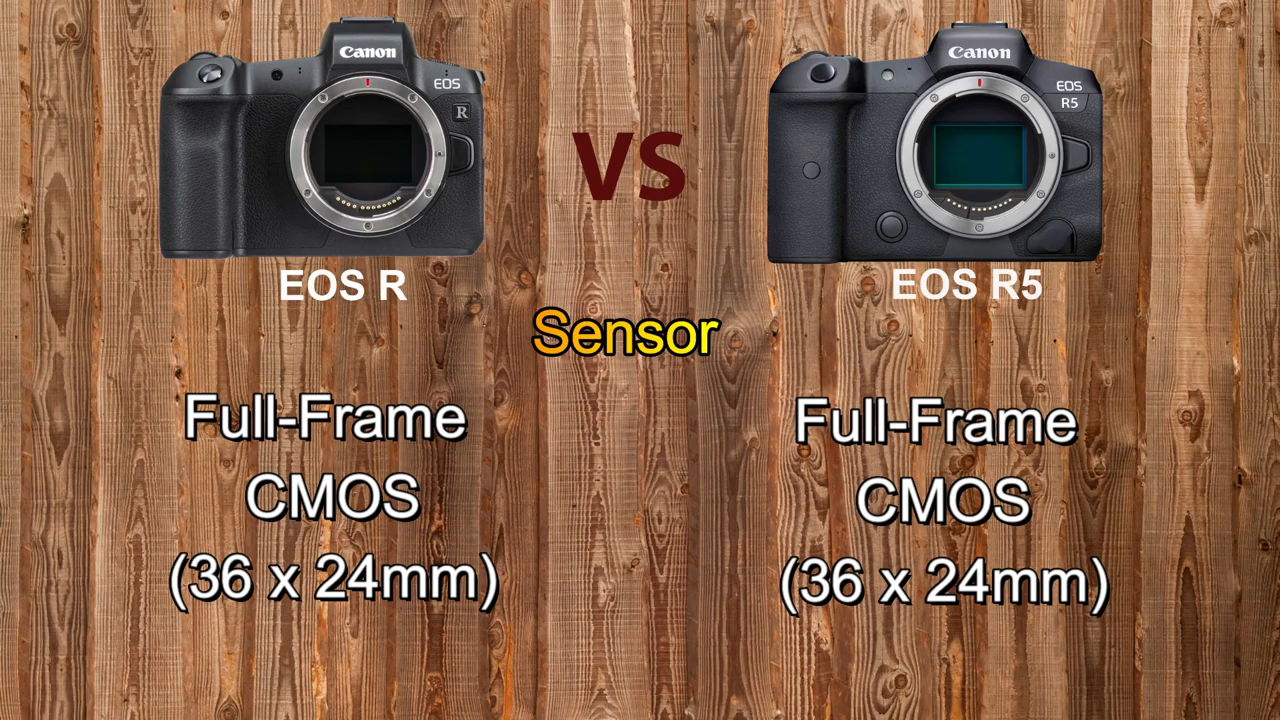 Canon
EOS
R
Canon
EOS
R5
VS
EOS R
EOS R5
Sensor
Full-Frame
CMOS
(36 x 24mm)
Full-Frame
CMOS
(36 x 24mm)